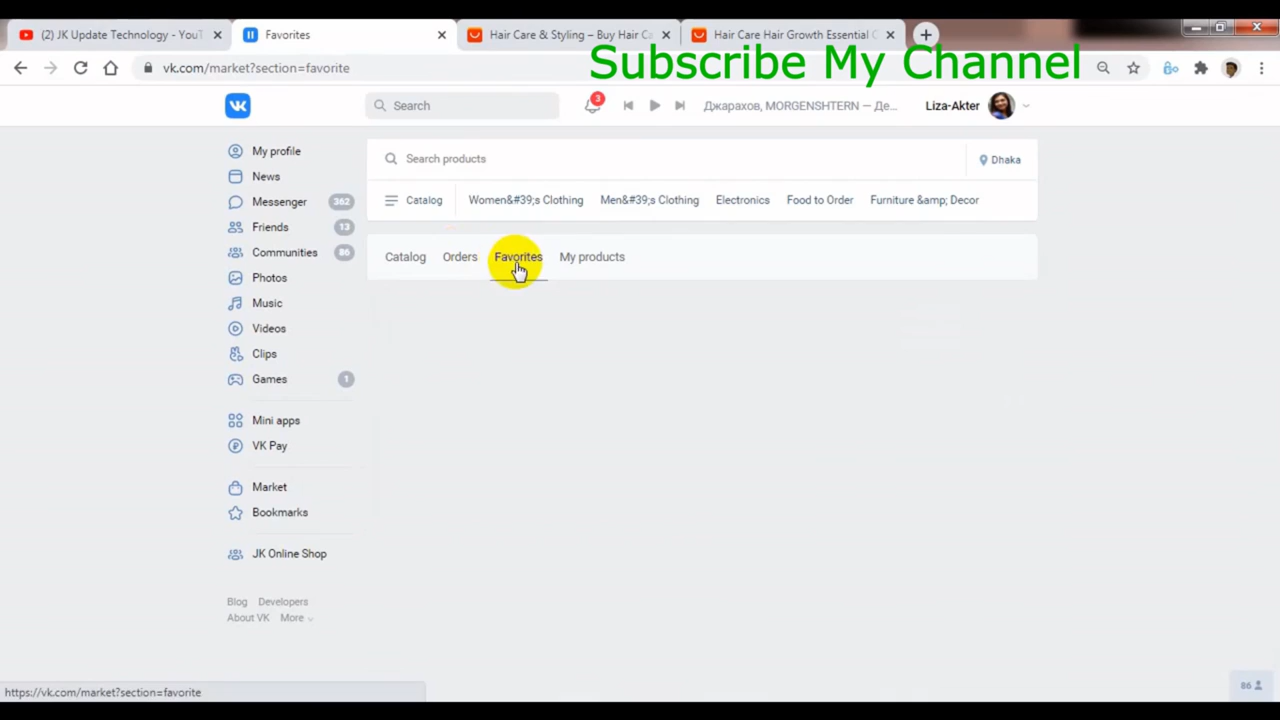 (2) JK Update Technology - YouT
Favorites
Hair Care & Styling – Buy Hair Ca
Hair Care Hair Growth Essential O
Subscribe My Channel
vk.com/market?section=favorite
Search
3
Джарахов, MORGENSHTERN — Де...
Liza-Akter
My profile
News
Messenger 362
Friends 13
Communities 86
Photos
Music
Videos
Clips
Games 1
Mini apps
VK Pay
Market
Bookmarks
JK Online Shop
Blog Developers
About VK More
Search products
Dhaka
Catalog Women&#39;s Clothing Men&#39;s Clothing Electronics Food to Order Furniture &amp; Decor
Catalog Orders Favorites My products
https://vk.com/market?section=favorite
86